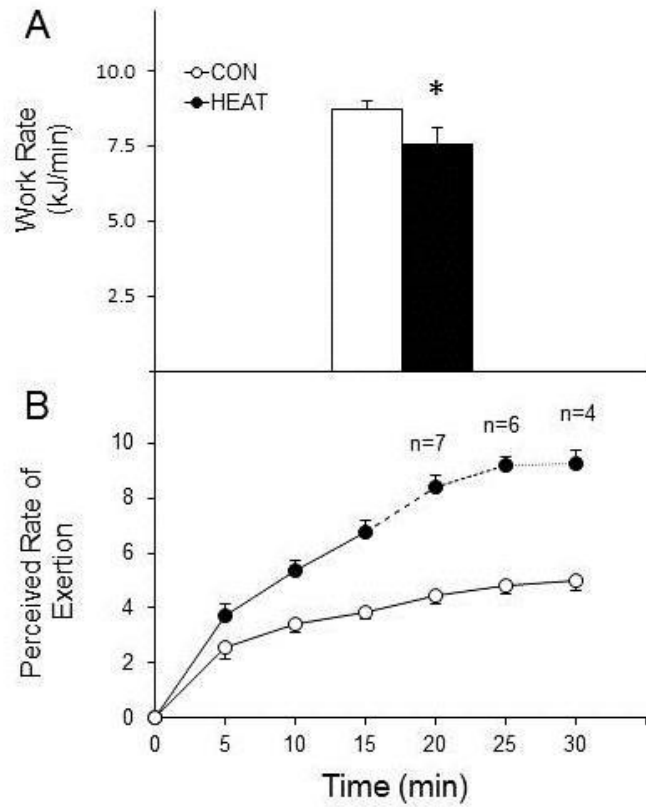 A
CON
HEAT
*
Work Rate
(kJ/min)
10.0
7.5
5.0
2.5
B
n=7
n=6
n=4
Perceived Rate of
Exertion
10
8
6
4
2
0
0 5 10 15 20 25 30
Time (min)